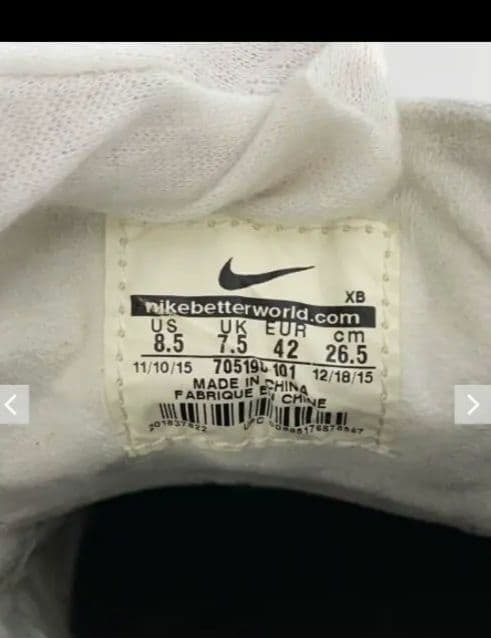 XB
nikebetterworld.com
US UK EUR cm
8.5 7.5 42 26.5
11/10/15 101 12/18/15
MADE IN CHINA
FABRIQUE EN CHINE
UPC